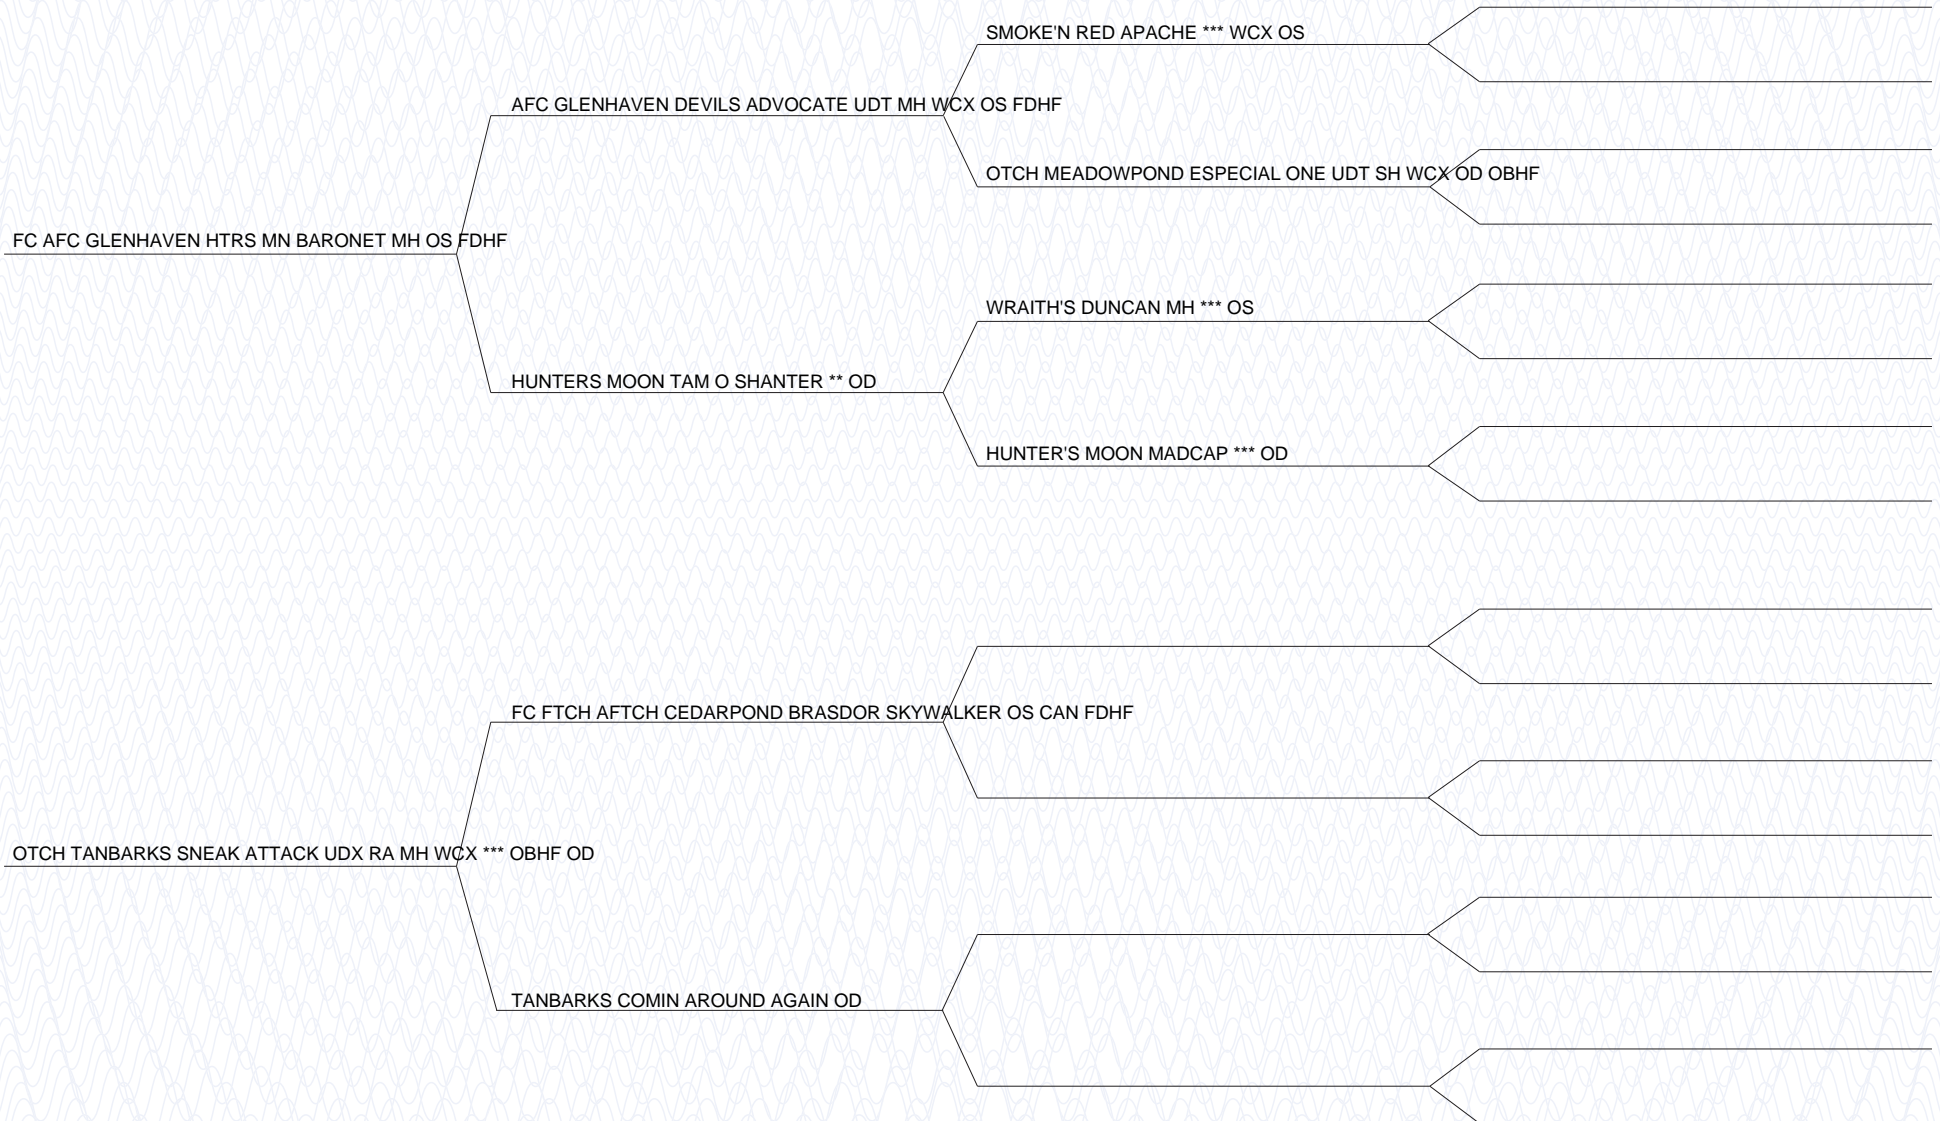 SMOKE'N RED APACHE *** WCX OS
AFC GLENHAVEN DEVILS ADVOCATE UDT MH WCX OS FDHF
OTCH MEADOWPOND ESPECIAL ONE UDT SH WCX OD OBHF
FC AFC GLENHAVEN HTRS MN BARONET MH OS FDHF
WRAITH'S DUNCAN MH *** OS
HUNTERS MOON TAM O SHANTER ** OD
HUNTER'S MOON MADCAP *** OD
FC FTCH AFTCH CEDARPOND BRASDOR SKYWALKER OS CAN FDHF
OTCH TANBARKS SNEAK ATTACK UDX RA MH WCX *** OBHF OD
TANBARKS COMIN AROUND AGAIN OD